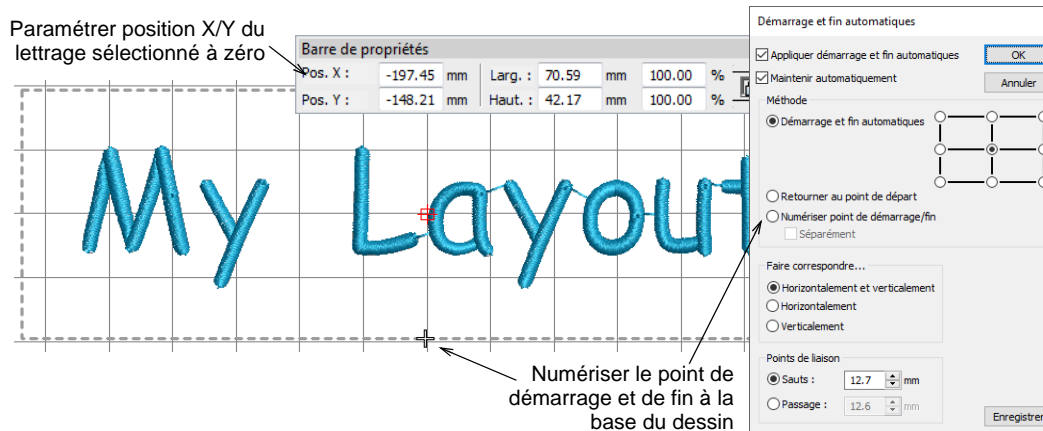 Paramétrer position X/Y du
lettrage sélectionné à zéro
Barre de propriétés
Pos. X : -197.45 mm Larg. : 70.59 mm 100.00 %
Pos. Y : -148.21 mm Haut. : 42.17 mm 100.00 %
My Layout
Numériser le point de
démarrage et de fin à la
base du dessin
Démarrage et fin automatiques
Appliquer démarrage et fin automatiques
OK
Maintenir automatiquement
Annuler
Méthode
Démarrage et fin automatiques
Retourner au point de départ
Numériser point de démarrage/fin
Séparément
Faire correspondre...
Horizontalement et verticalement
Horizontalement
Verticalement
Points de liaison
Sauts : 12.7 mm
Passage : 12.6 mm
Enregistrer